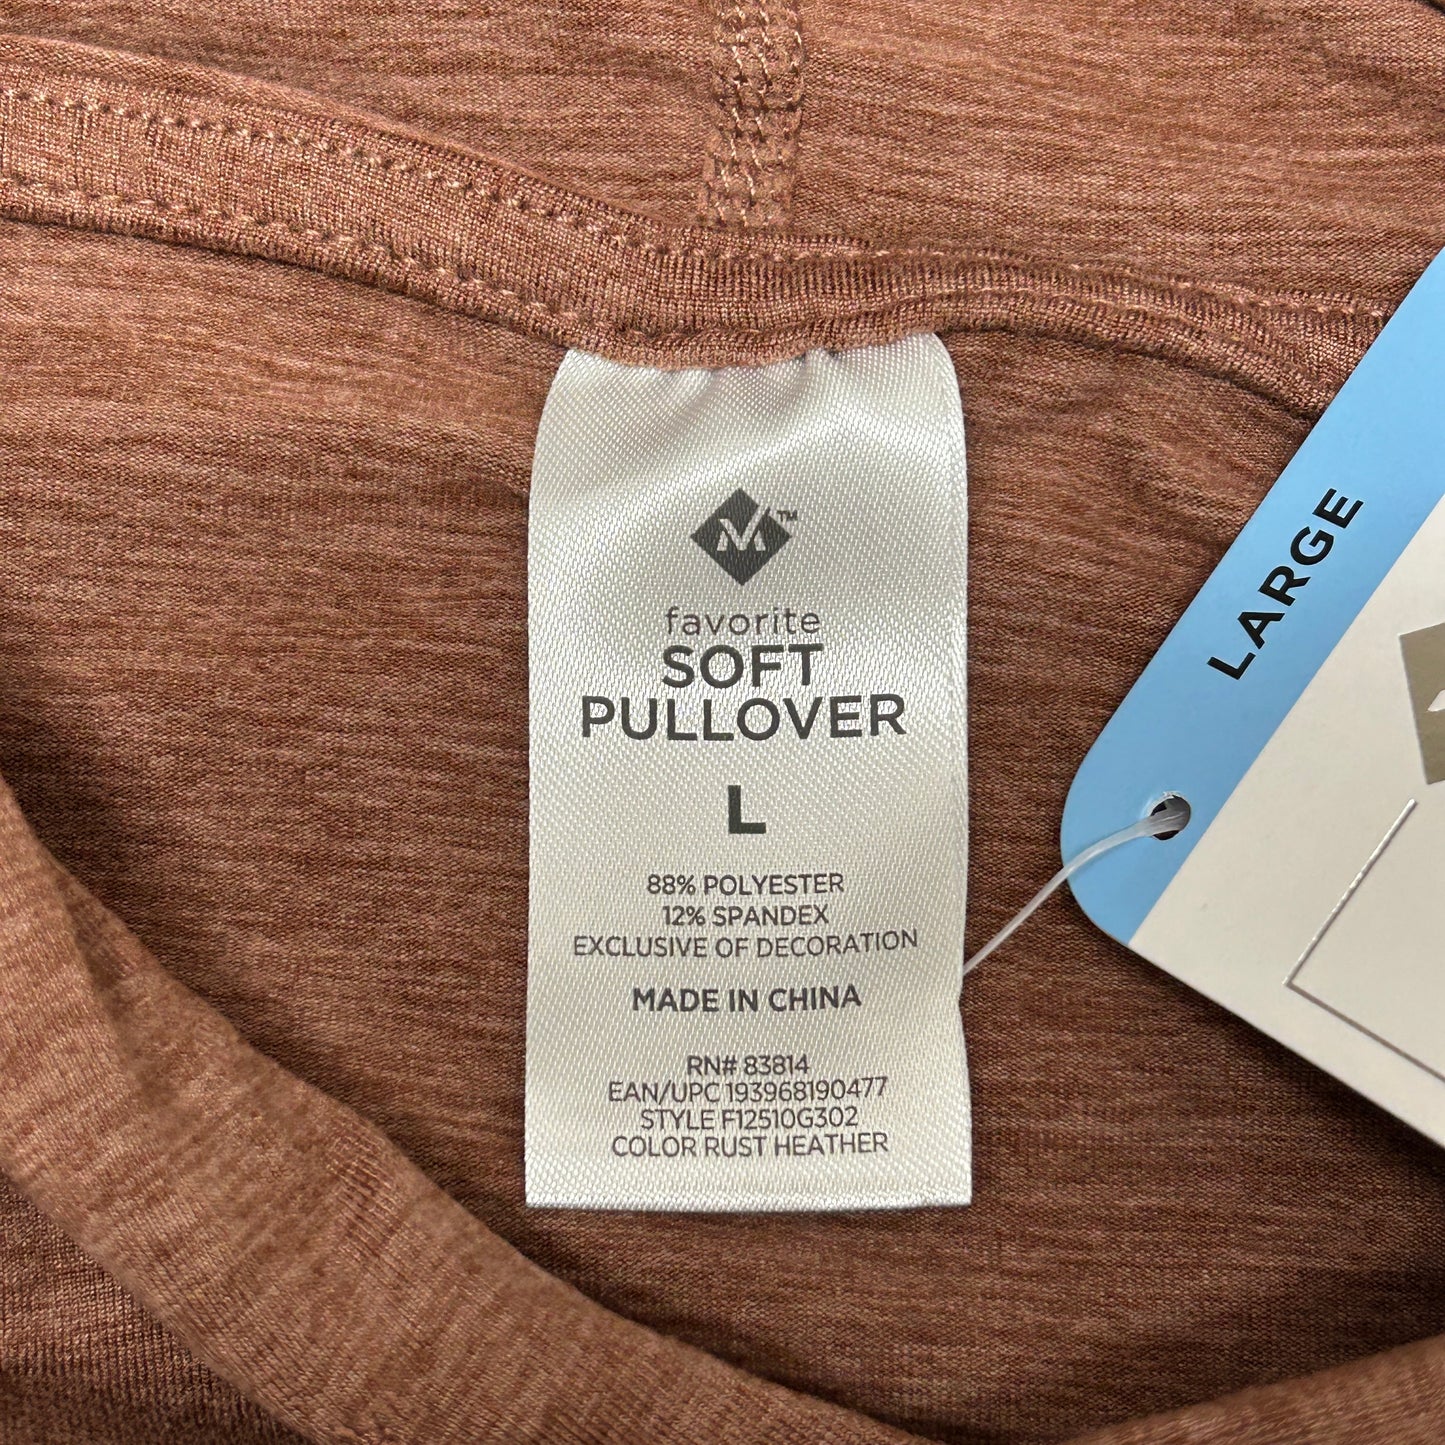 M™
favorite
SOFT
PULLOVER
L
88% POLYESTER
12% SPANDEX
EXCLUSIVE OF DECORATION
MADE IN CHINA
RN# 83814
EAN/UPC 193968190477
STYLE F12510G302
COLOR RUST HEATHER
LARGE